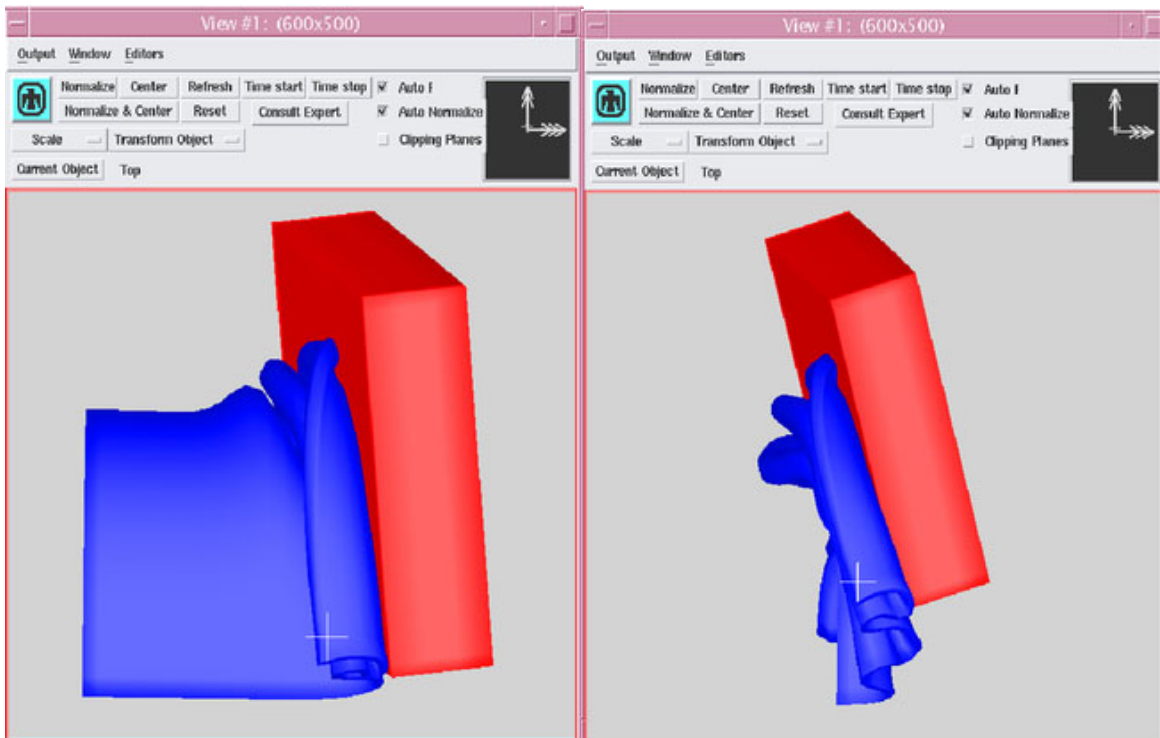 View #1: (600x500)
Output Window Editors
Normalize Center Refresh Time start Time stop Auto F
Normalize & Center Reset Consult Expert Auto Normalize
Scale Transform Object Clipping Planes
Current Object Top
View #1: (600x500)
Output Window Editors
Normalize Center Refresh Time start Time stop Auto F
Normalize & Center Reset Consult Expert Auto Normalize
Scale Transform Object Clipping Planes
Current Object Top